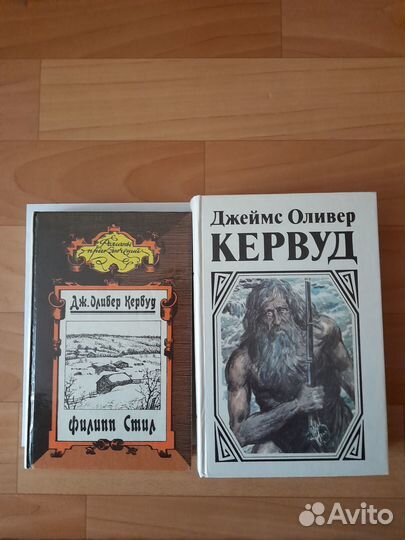 Романы
приключений
Дж. Оливер Кервуд
Филипп Стил
Джеймс Оливер
КЕРВУД
Avito